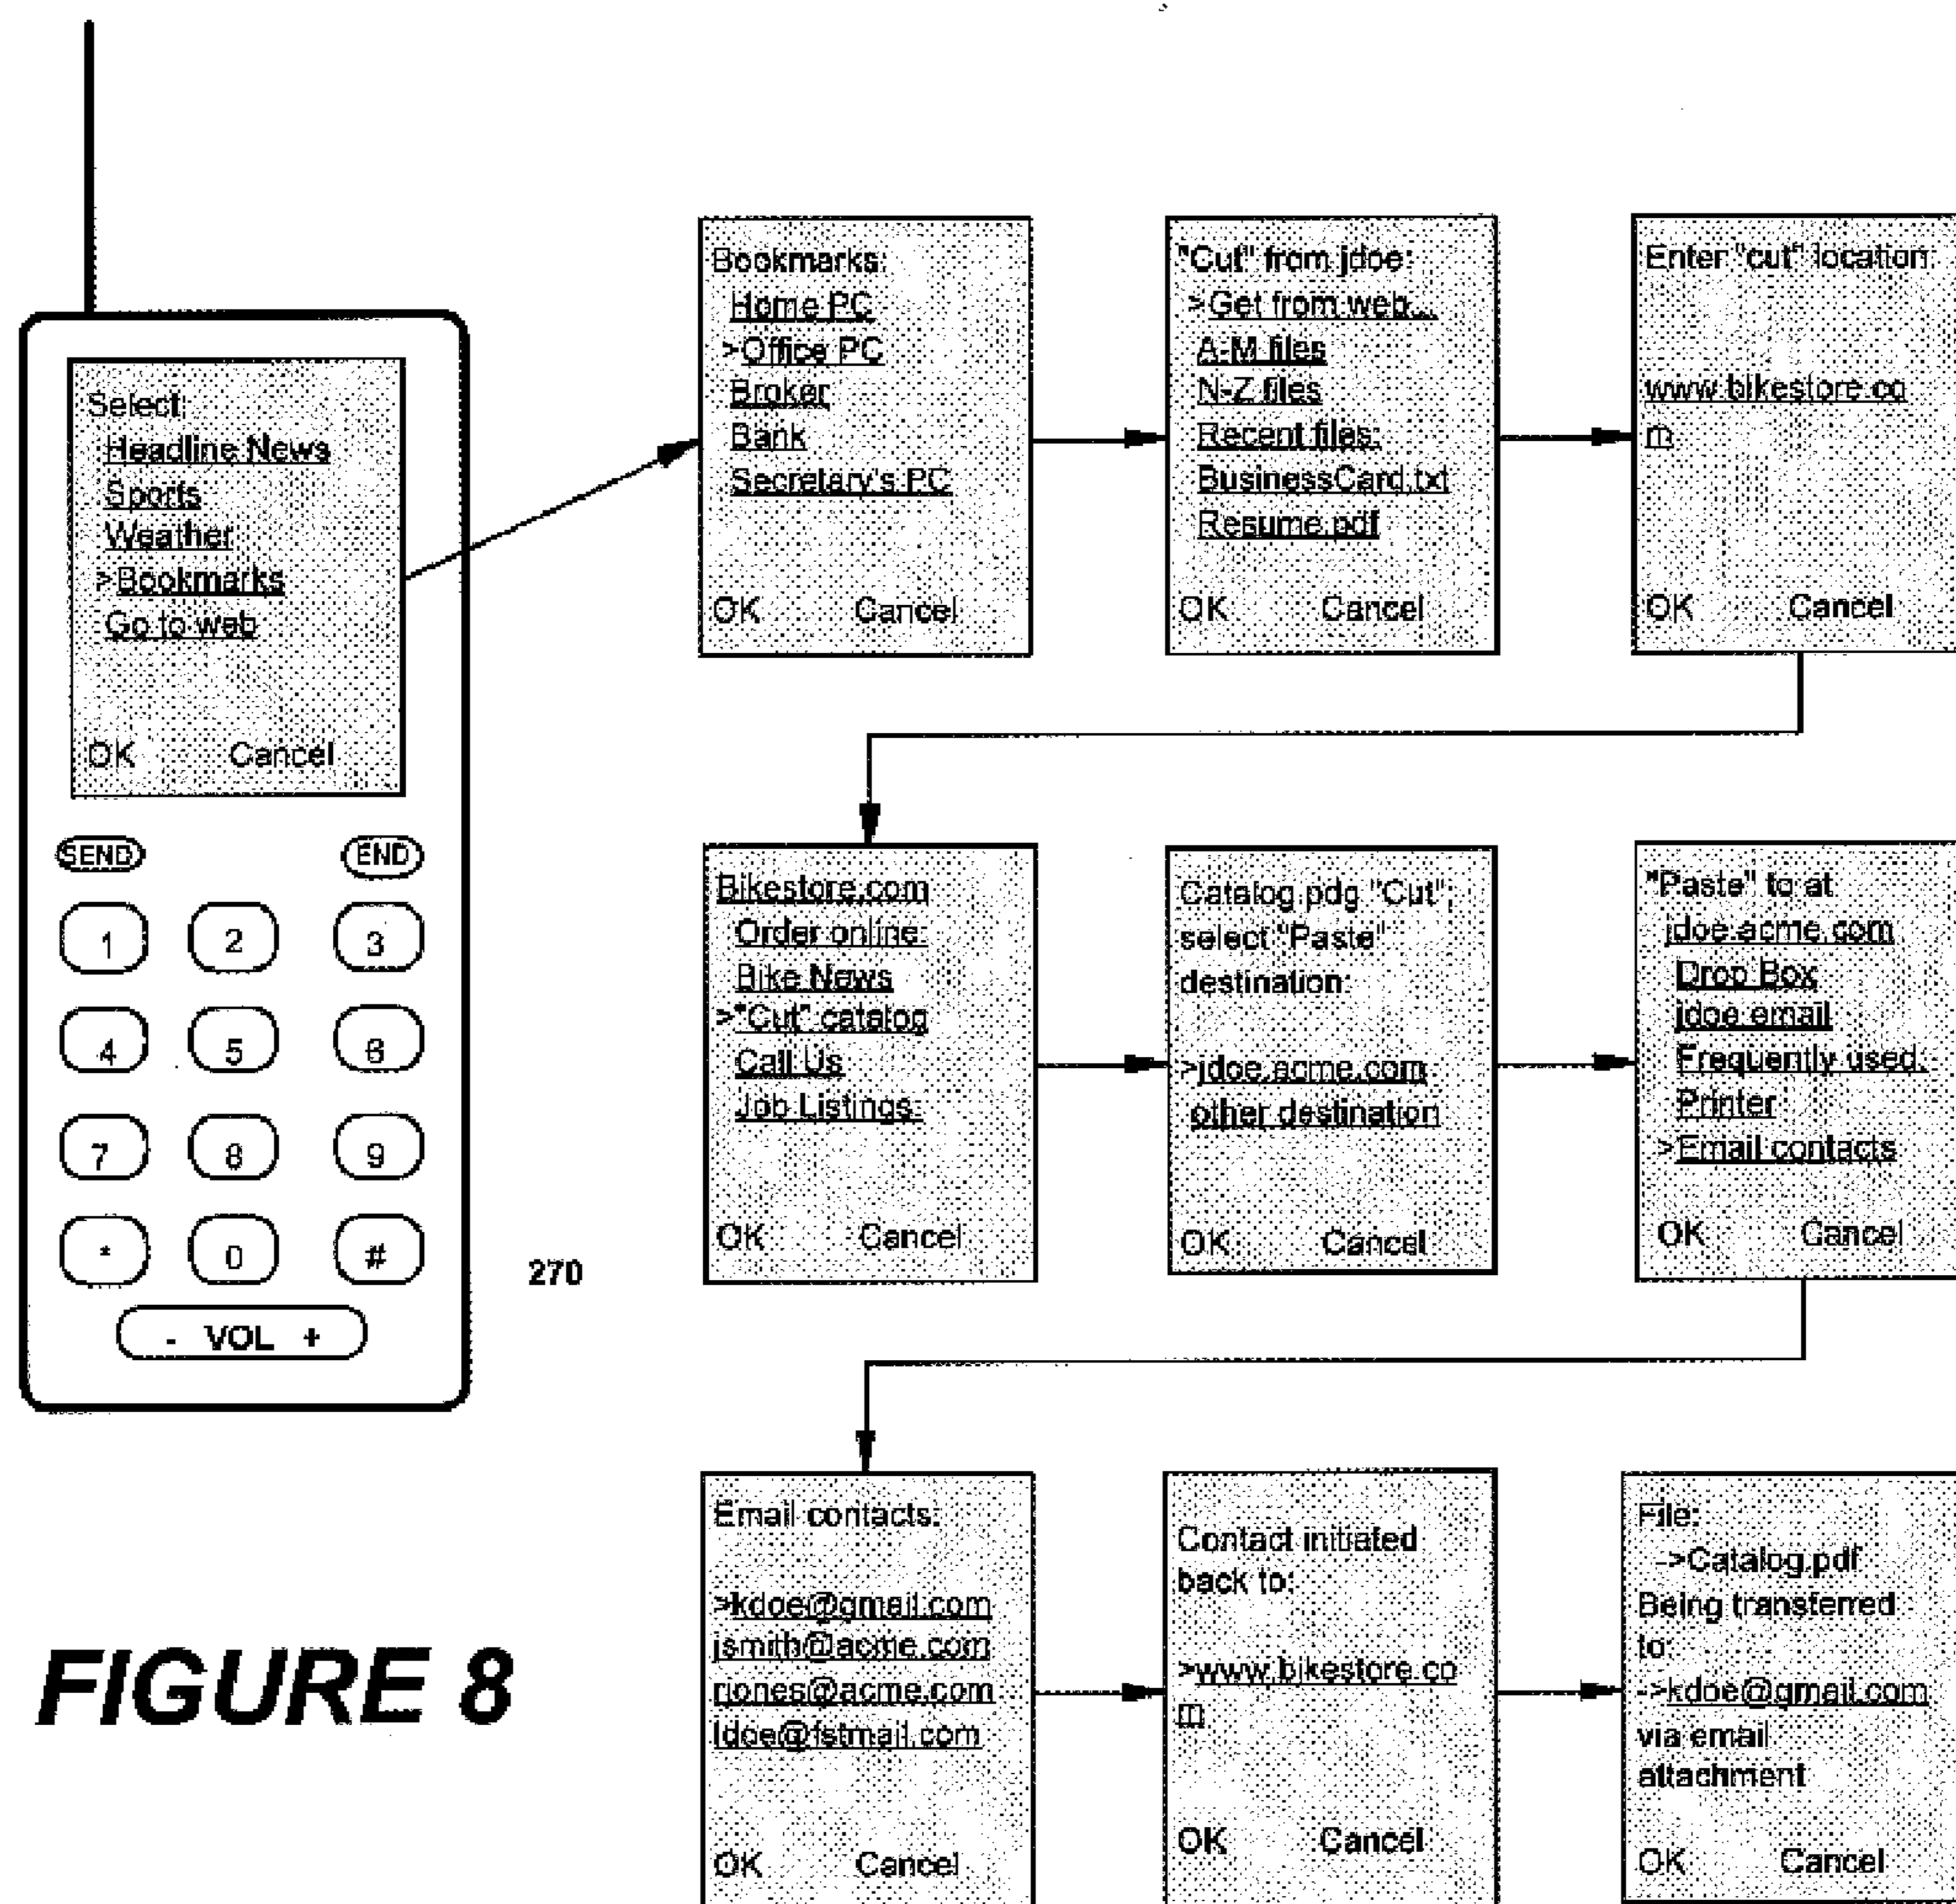 Select:
Headline News
Sports
Weather
>Bookmarks
Go to web
OK Cancel
SEND END
1 2 3
4 5 6
7 8 9
* 0 #
- VOL +
270
Bookmarks:
Home PC
>Office PC
Broker
Bank
Secretary's PC
OK Cancel
"Cut" from jdoe:
>Get from web...
A-M files
N-Z files
Recent files:
BusinessCard.txt
Resume.pdf
OK Cancel
Enter "cut" location:
www.bikestore.co
m
OK Cancel
Bikestore.com
Order online:
Bike News
>"Cut" catalog
Call Us
Job Listings:
OK Cancel
Catalog.pdg "Cut",
select "Paste"
destination:
>jdoe.acme.com
other destination
OK Cancel
"Paste" to at
jdoe.acme.com
Drop Box
jdoe email
Frequently used:
Printer
>Email contacts
OK Cancel
Email contacts:
>kdoe@gmail.com
jsmith@acme.com
rjones@acme.com
ldoe@fstmail.com
OK Cancel
Contact initiated
back to:
>www.bikestore.co
m
OK Cancel
File:
->Catalog.pdf
Being transferred
to:
->kdoe@gmail.com
via email
attachment
OK Cancel
FIGURE 8